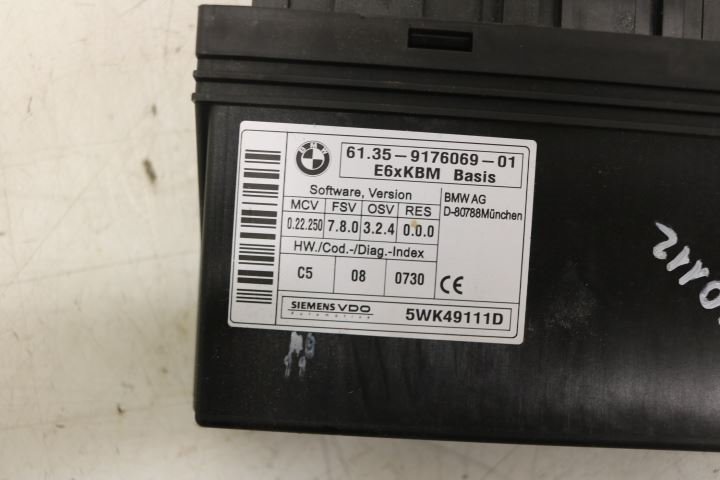 BMW
61.35-9176069-01
E6xKBM Basis
Software, Version
MCV FSV OSV RES
0.22.250 7.8.0 3.2.4 0.0.0
BMW AG
D-80788München
HW./Cod.-/Diag.-Index
C5 08 0730
CE
SIEMENS VDO
Automotive
5WK49111D